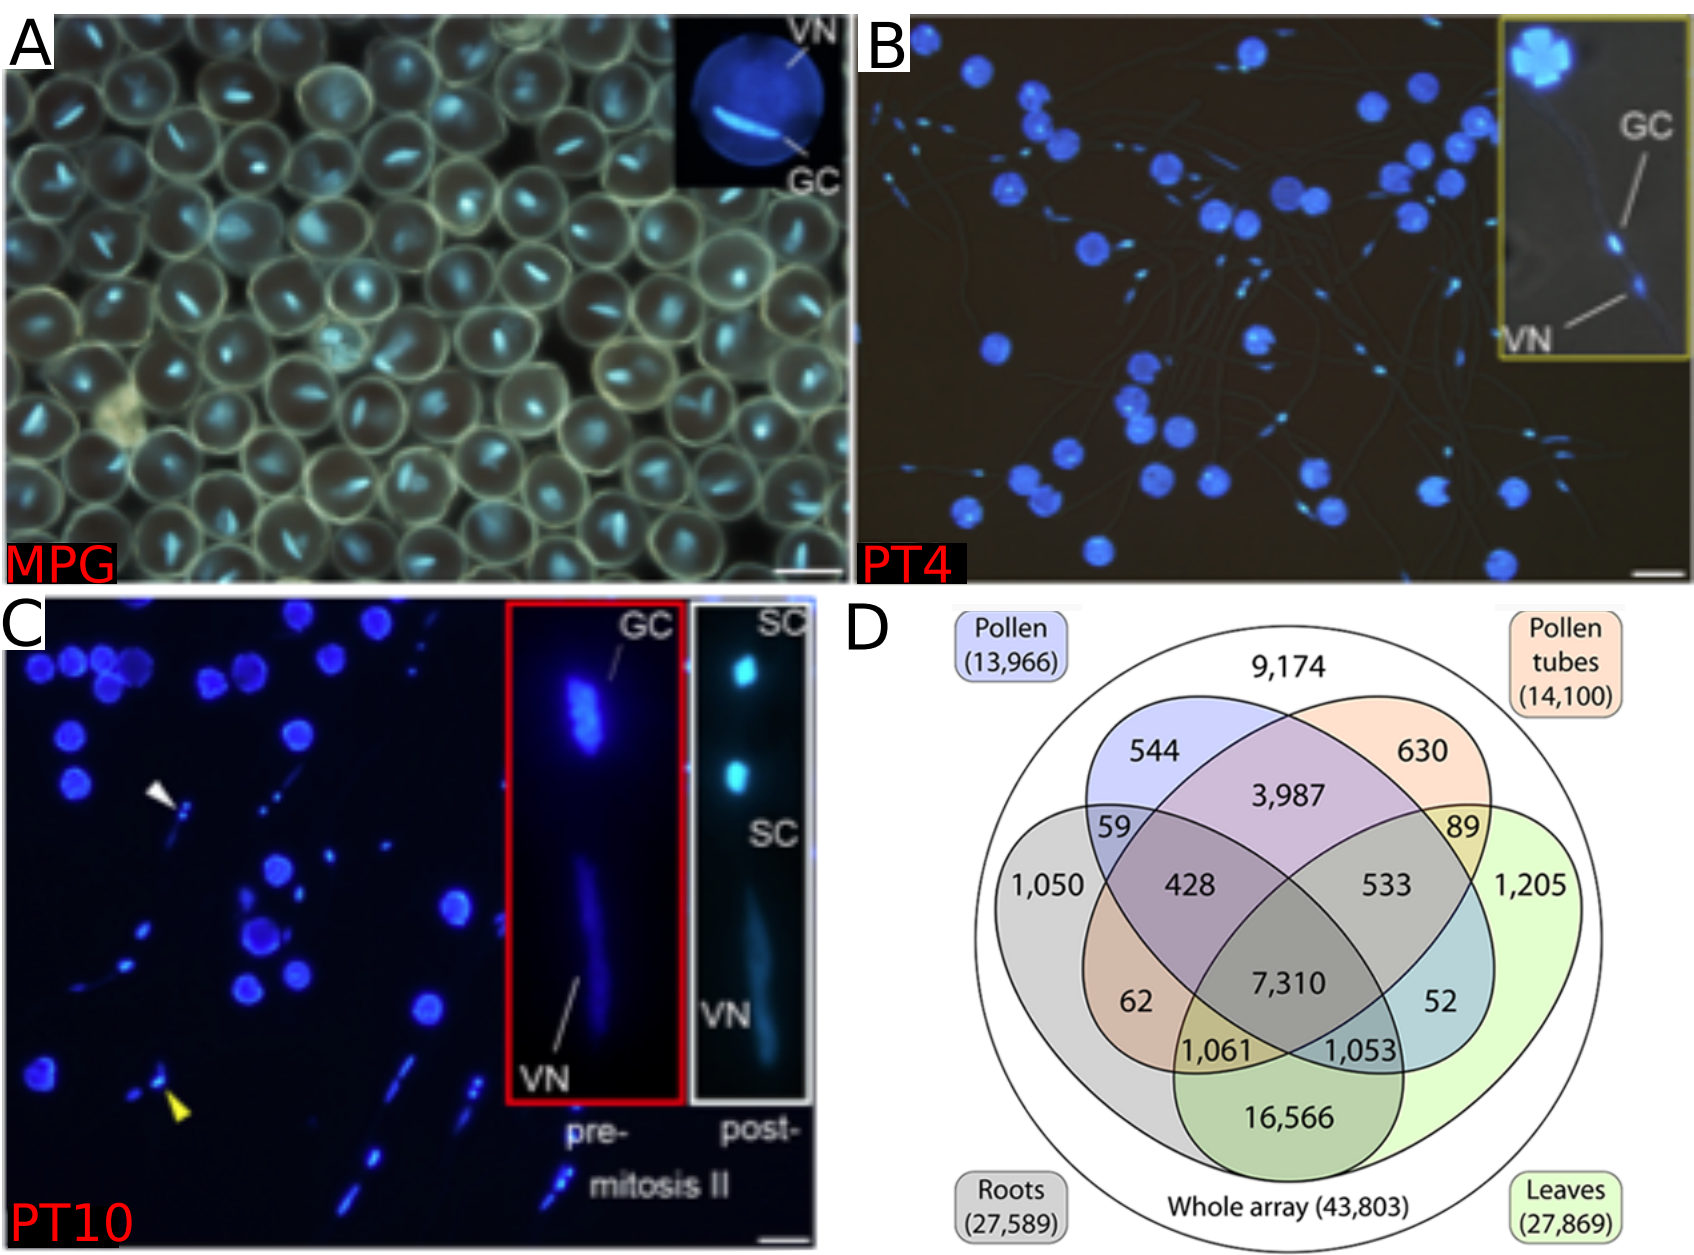 A
VN
GC
MPG
B
GC
VN
PT4
C
GC
VN
SC
SC
VN
pre-
post-
mitosis II
PT10
D
Pollen
(13,966)
Pollen
tubes
(14,100)
9,174
544
630
3,987
59
89
1,050
428
533
1,205
7,310
62
52
1,061
1,053
16,566
Roots
(27,589)
Whole array (43,803)
Leaves
(27,869)